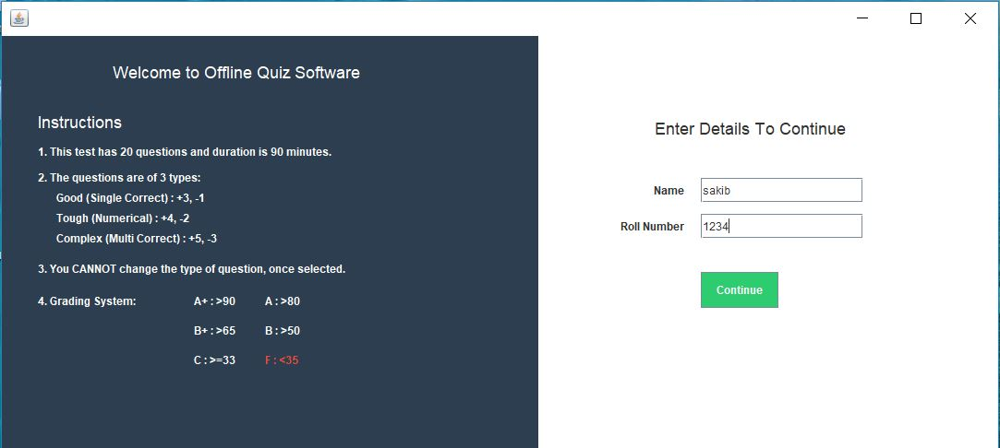 Welcome to Offline Quiz Software
Instructions
1. This test has 20 questions and duration is 90 minutes.
2. The questions are of 3 types:
Good (Single Correct) : +3, -1
Tough (Numerical) : +4, -2
Complex (Multi Correct) : +5, -3
3. You CANNOT change the type of question, once selected.
4. Grading System: A+ : >90 A : >80
B+ : >65 B : >50
C : >=33 F : <35
Enter Details To Continue
Name sakib
Roll Number 1234
Continue